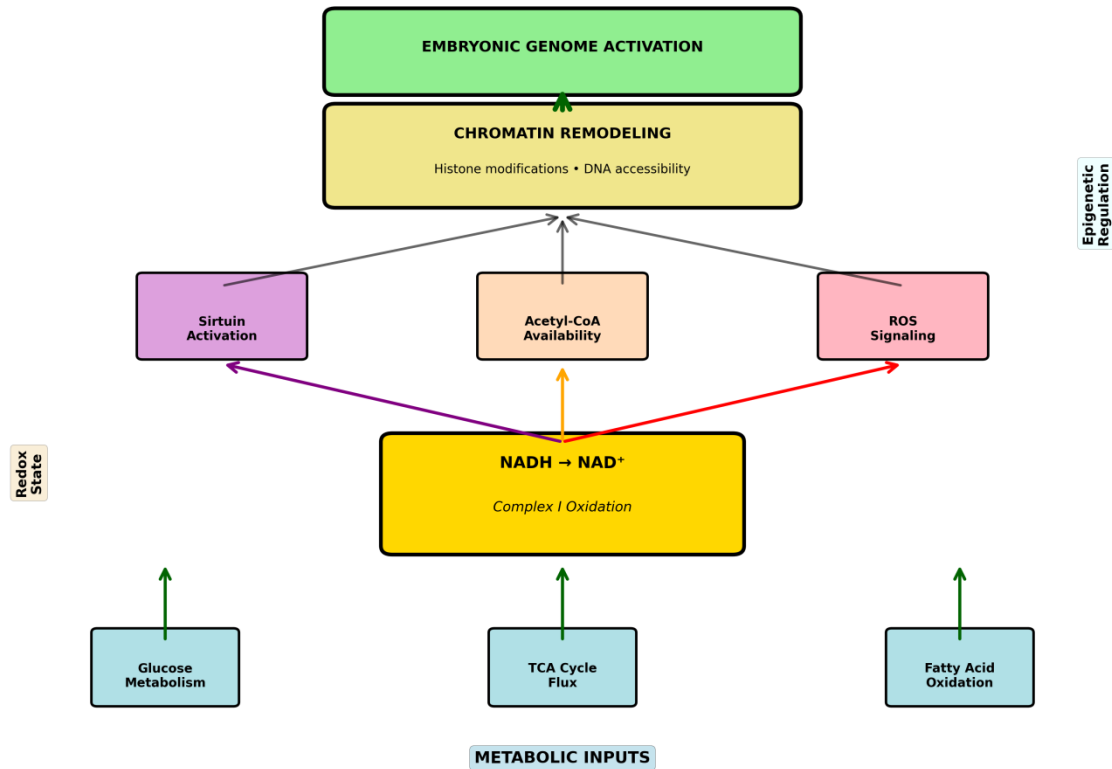 EMBRYONIC GENOME ACTIVATION
CHROMATIN REMODELING
Histone modifications • DNA accessibility
Epigenetic
Regulation
Sirtuin
Activation
Acetyl-CoA
Availability
ROS
Signaling
NADH → NAD⁺
Complex I Oxidation
Redox
State
Glucose
Metabolism
TCA Cycle
Flux
Fatty Acid
Oxidation
METABOLIC INPUTS